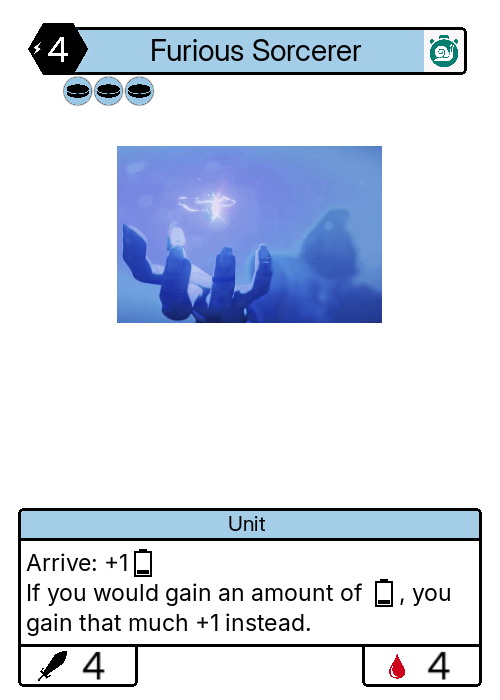 4
Furious Sorcerer
Unit
Arrive: +1
If you would gain an amount of , you
gain that much +1 instead.
4
4